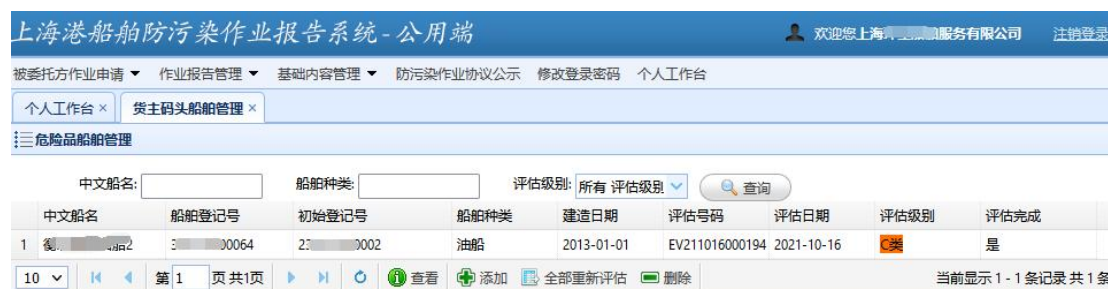 上海港船舶防污染作业报告系统-公用端 欢迎您上海 服务有限公司 注销登录
被委托方作业申请 作业报告管理 基础内容管理 防污染作业协议公示 修改登录密码 个人工作台
个人工作台 × 货主码头船舶管理 ×
危险品船舶管理
中文船名: 船舶种类: 评估级别: 所有 评估级别 查询
中文船名 船舶登记号 初始登记号 船舶种类 建造日期 评估号码 评估日期 评估级别 评估完成
1 2 00064 油船 2013-01-01 EV211016000194 2021-10-16 C类 是
10 第 1 页 共1页 查看 添加 全部重新评估 删除 当前显示 1 - 1 条记录 共 1 条